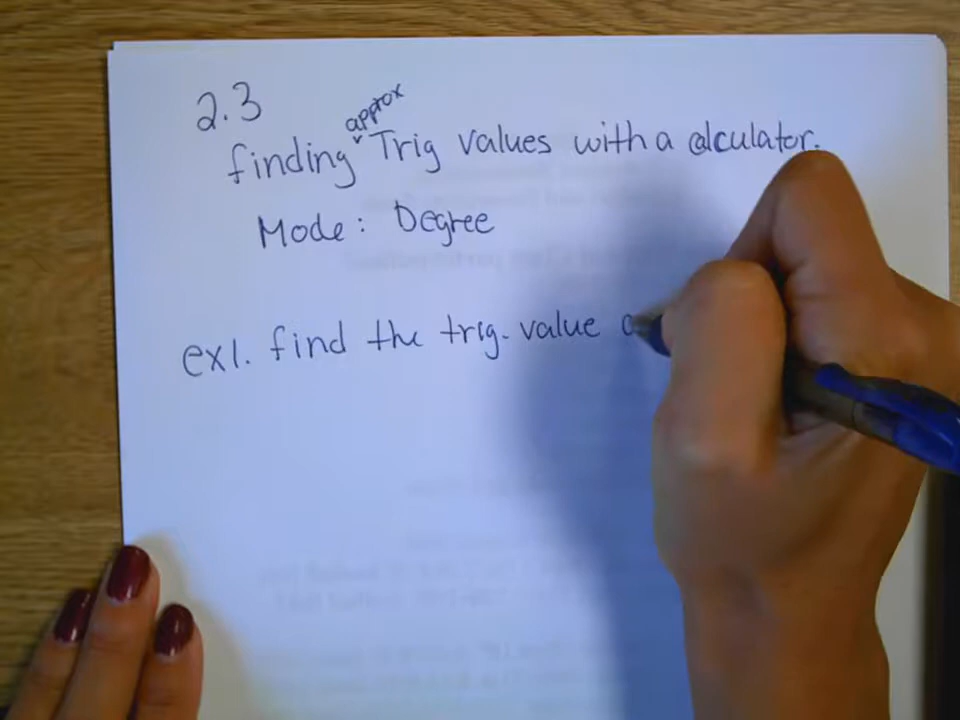 2.3
finding approx Trig values with a calculator.
Mode: Degree
ex1. find the trig. value